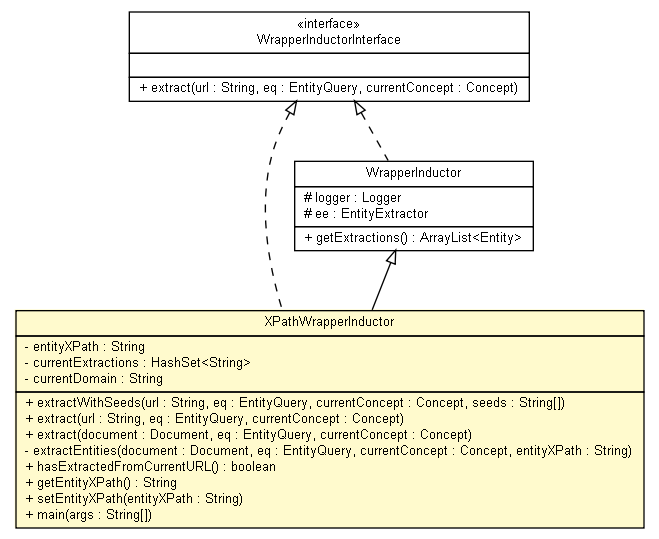 «interface»
WrapperInductorInterface
+ extract(url : String, eq : EntityQuery, currentConcept : Concept)
WrapperInductor
# logger : Logger
# ee : EntityExtractor
+ getExtractions() : ArrayList<Entity>
XPathWrapperInductor
- entityXPath : String
- currentExtractions : HashSet<String>
- currentDomain : String
+ extractWithSeeds(url : String, eq : EntityQuery, currentConcept : Concept, seeds : String[])
+ extract(url : String, eq : EntityQuery, currentConcept : Concept)
+ extract(document : Document, eq : EntityQuery, currentConcept : Concept)
- extractEntities(document : Document, eq : EntityQuery, currentConcept : Concept, entityXPath : String)
+ hasExtractedFromCurrentURL() : boolean
+ getEntityXPath() : String
+ setEntityXPath(entityXPath : String)
+ main(args : String[])